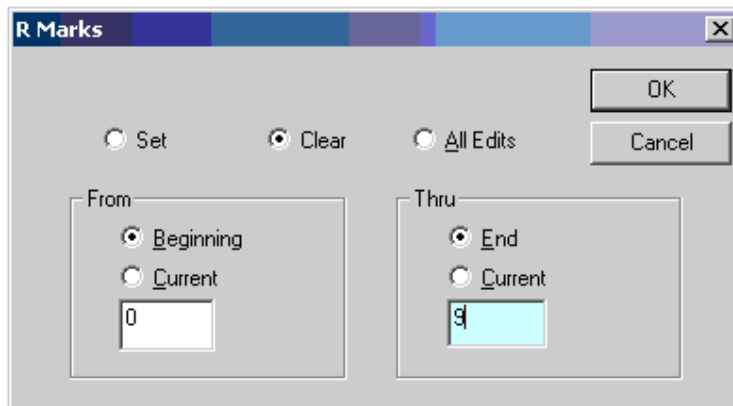 R Marks
OK
Set Clear All Edits Cancel
From Thru
Beginning End
Current Current
0 9